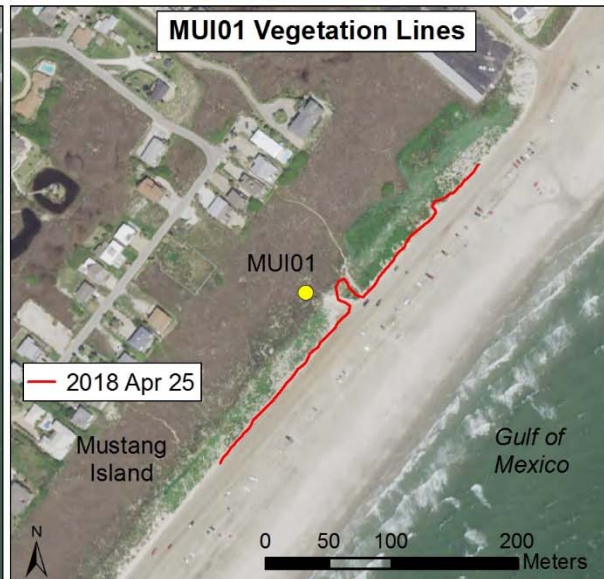 MUI01 Vegetation Lines
MUI01
2018 Apr 25
Mustang
Island
Gulf of
Mexico
N
0 50 100 200
Meters